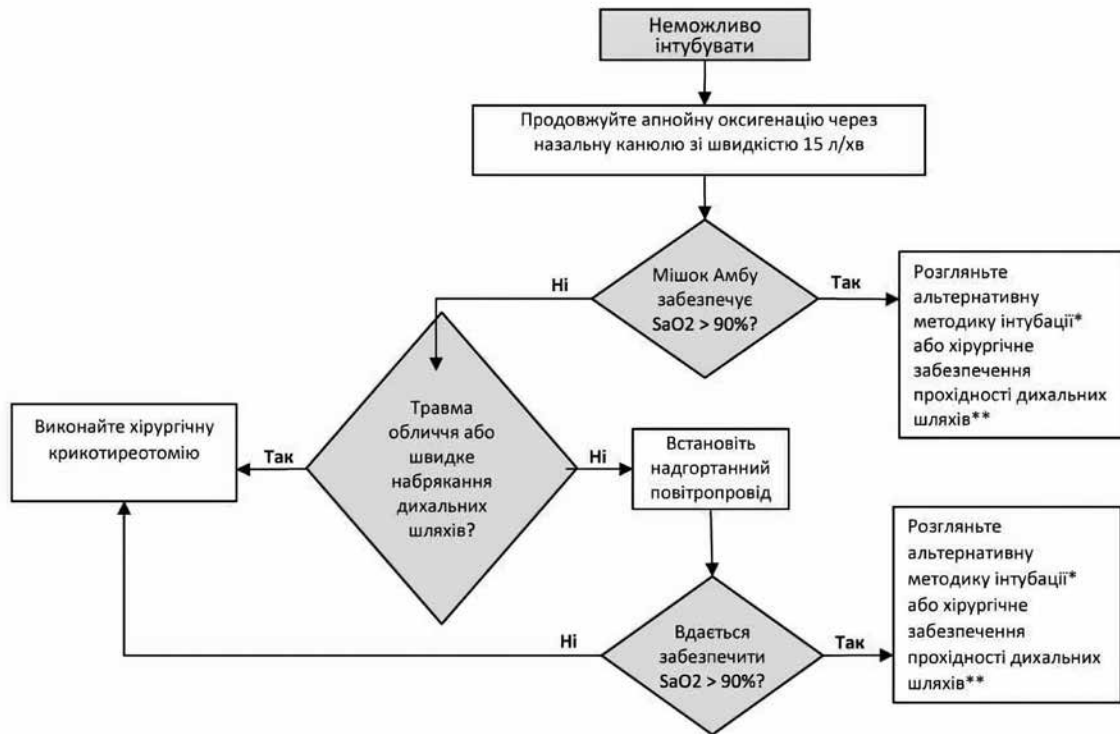 Неможливо
інтубувати
Продовжуйте апнойну оксигенацію через
назальну канюлю зі швидкістю 15 л/хв
Мішок Амбу
забезпечує
SaO2 > 90%?
Ні
Так
Розгляньте
альтернативну
методику інтубації*
або хірургічне
забезпечення
прохідності дихальних
шляхів**
Травма
обличчя або
швидке
набрякання
дихальних
шляхів?
Так
Ні
Виконайте хірургічну
крикотиреотомію
Встановіть
надгортанний
повітропровід
Вдається
забезпечити
SaO2 > 90%?
Ні
Так
Розгляньте
альтернативну
методику інтубації*
або хірургічне
забезпечення
прохідності дихальних
шляхів**